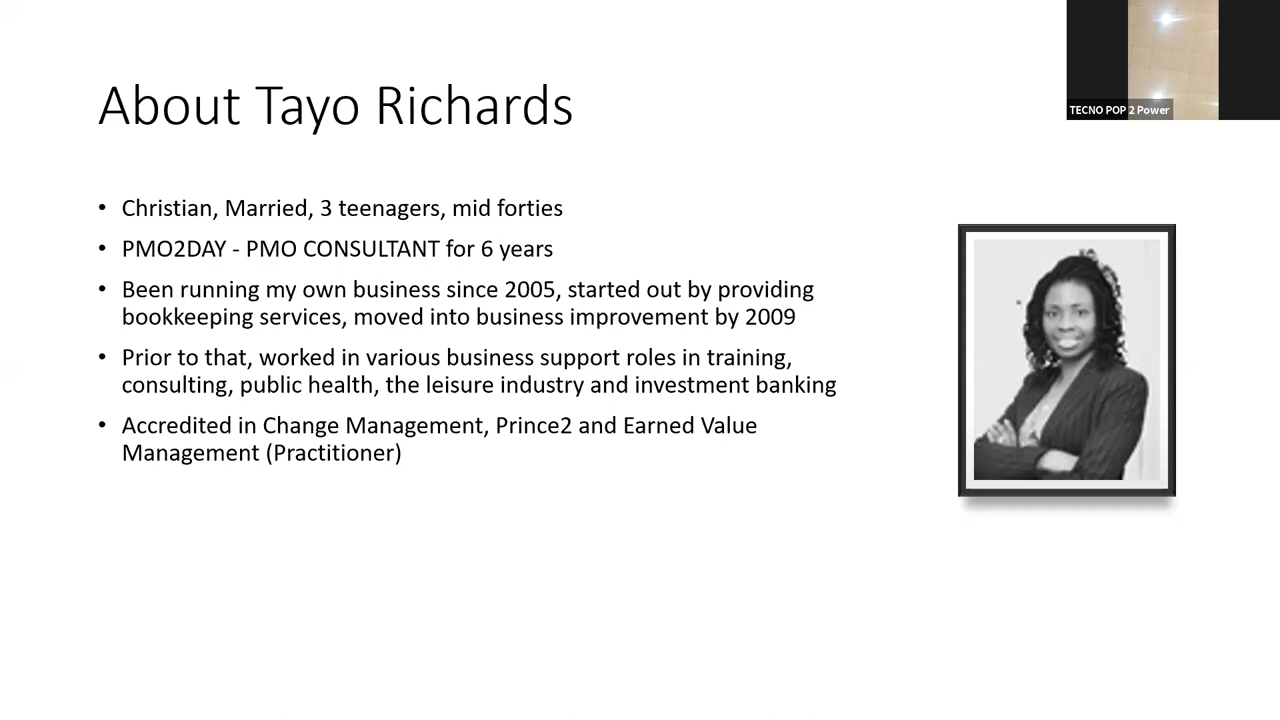 About Tayo Richards
TECNO POP 2 Power
• Christian, Married, 3 teenagers, mid forties
• PMO2DAY - PMO CONSULTANT for 6 years
• Been running my own business since 2005, started out by providing
bookkeeping services, moved into business improvement by 2009
• Prior to that, worked in various business support roles in training,
consulting, public health, the leisure industry and investment banking
• Accredited in Change Management, Prince2 and Earned Value
Management (Practitioner)